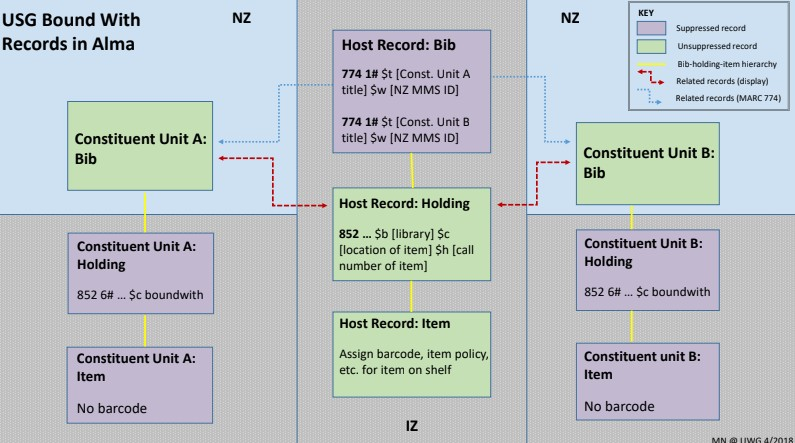 USG Bound With
Records in Alma
NZ
NZ
KEY
Suppressed record
Unsuppressed record
Bib-holding-item hierarchy
Related records (display)
Related records (MARC 774)
Host Record: Bib
774 1# $t [Const. Unit A
title] $w [NZ MMS ID]
774 1# $t [Const. Unit B
title] $w [NZ MMS ID]
Constituent Unit A:
Bib
Constituent Unit B:
Bib
Host Record: Holding
852 ... $b [library] $c
[location of item] $h [call
number of item]
Constituent Unit A:
Holding
852 6# ... $c boundwith
Constituent Unit B:
Holding
852 6# ... $c boundwith
Host Record: Item
Assign barcode, item policy,
etc. for item on shelf
Constituent Unit A:
Item
No barcode
Constituent unit B:
Item
No barcode
IZ
MN @ UWG 4/2018